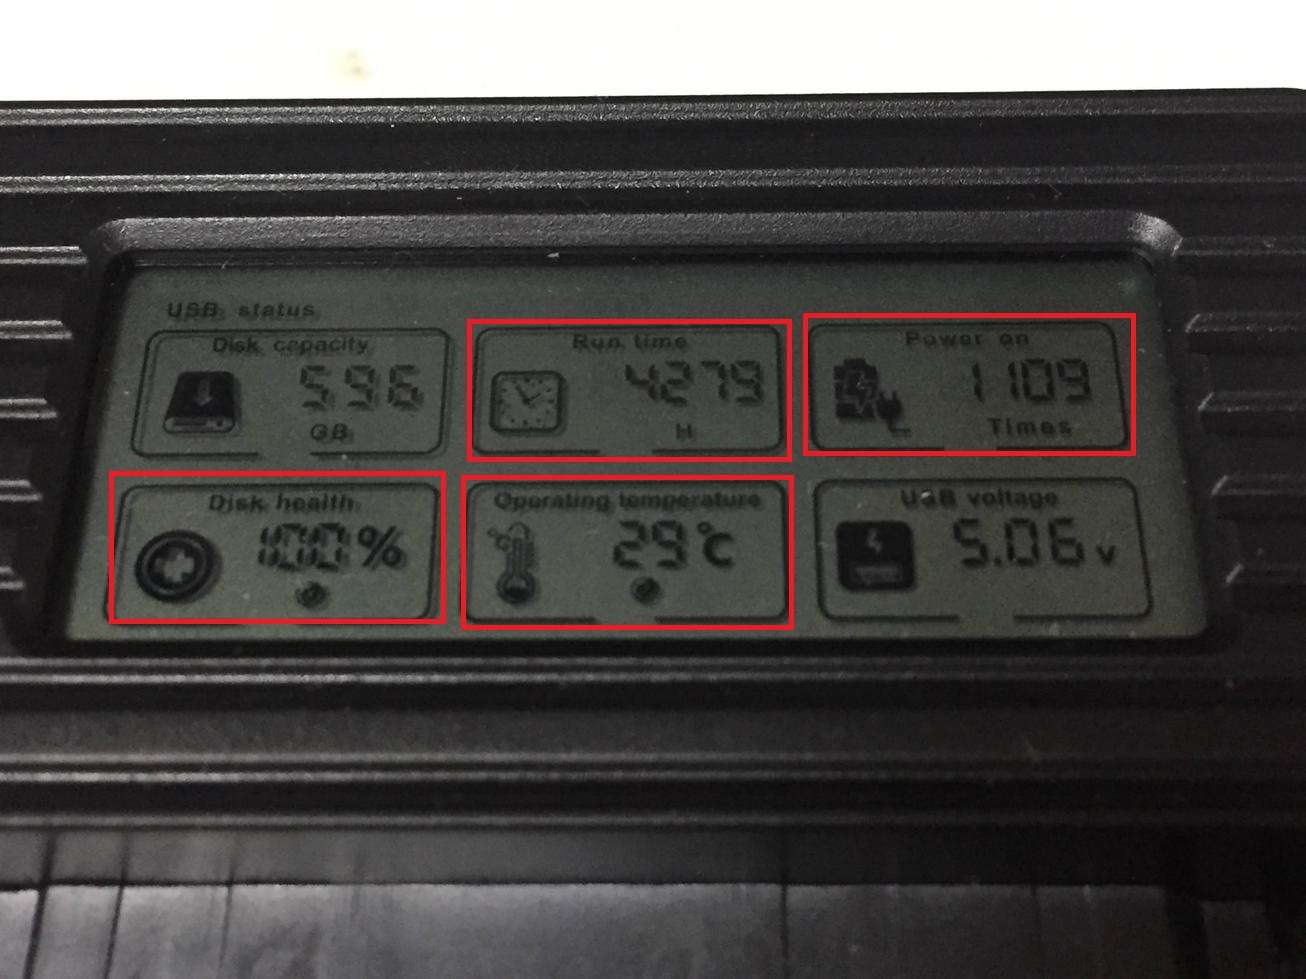 USB status
Disk capacity
596
GB
Run time
4279
H
Power on
1109
Times
Disk health
100%
Operating temperature
29℃
USB voltage
5.06 v